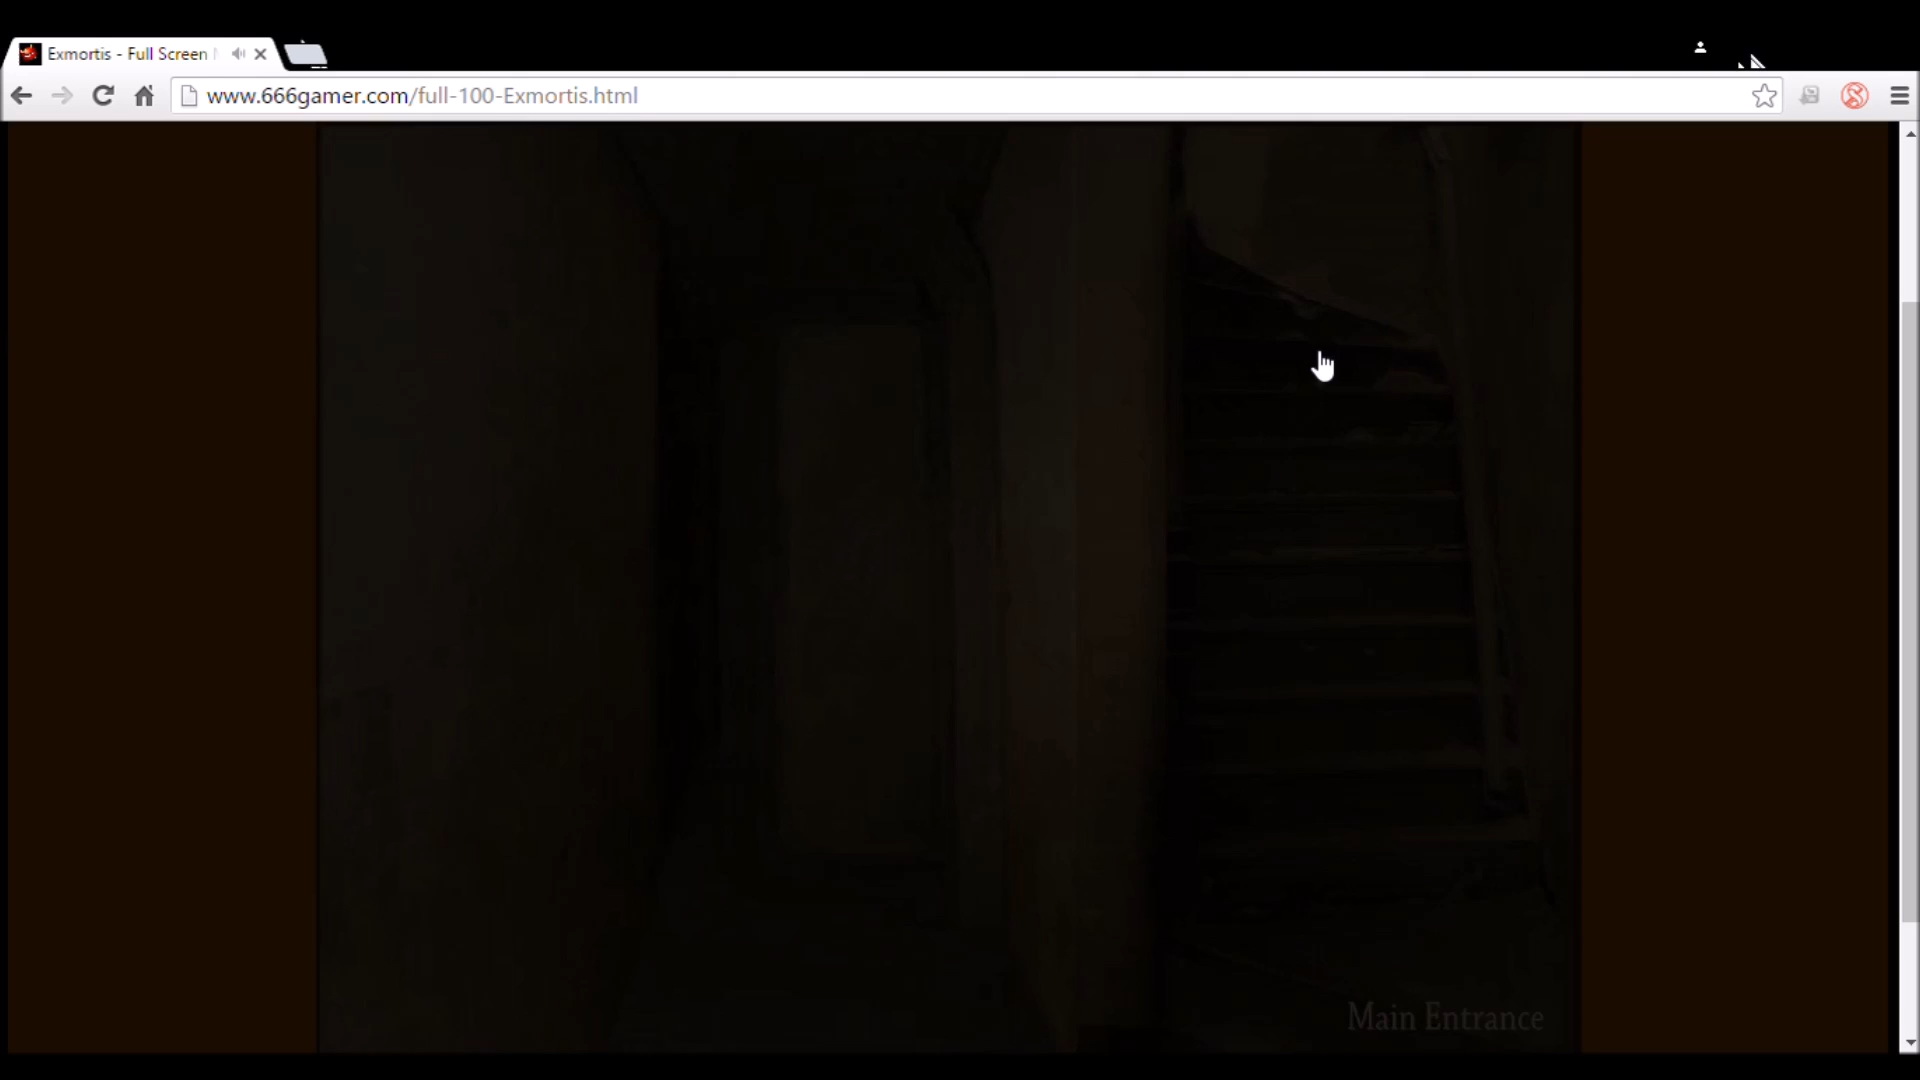 Exmortis - Full Screen
www.666gamer.com/full-100-Exmortis.html
Main Entrance